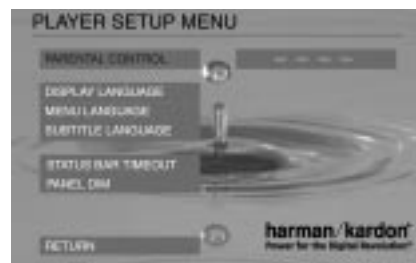 PLAYER SETUP MENU
PARENTAL CONTROL
– – – –
DISPLAY LANGUAGE
MENU LANGUAGE
SUBTITLE LANGUAGE
STATUS BAR TIMEOUT
PANEL DIM
RETURN
harman/kardon®
Power for the Digital Revolution®